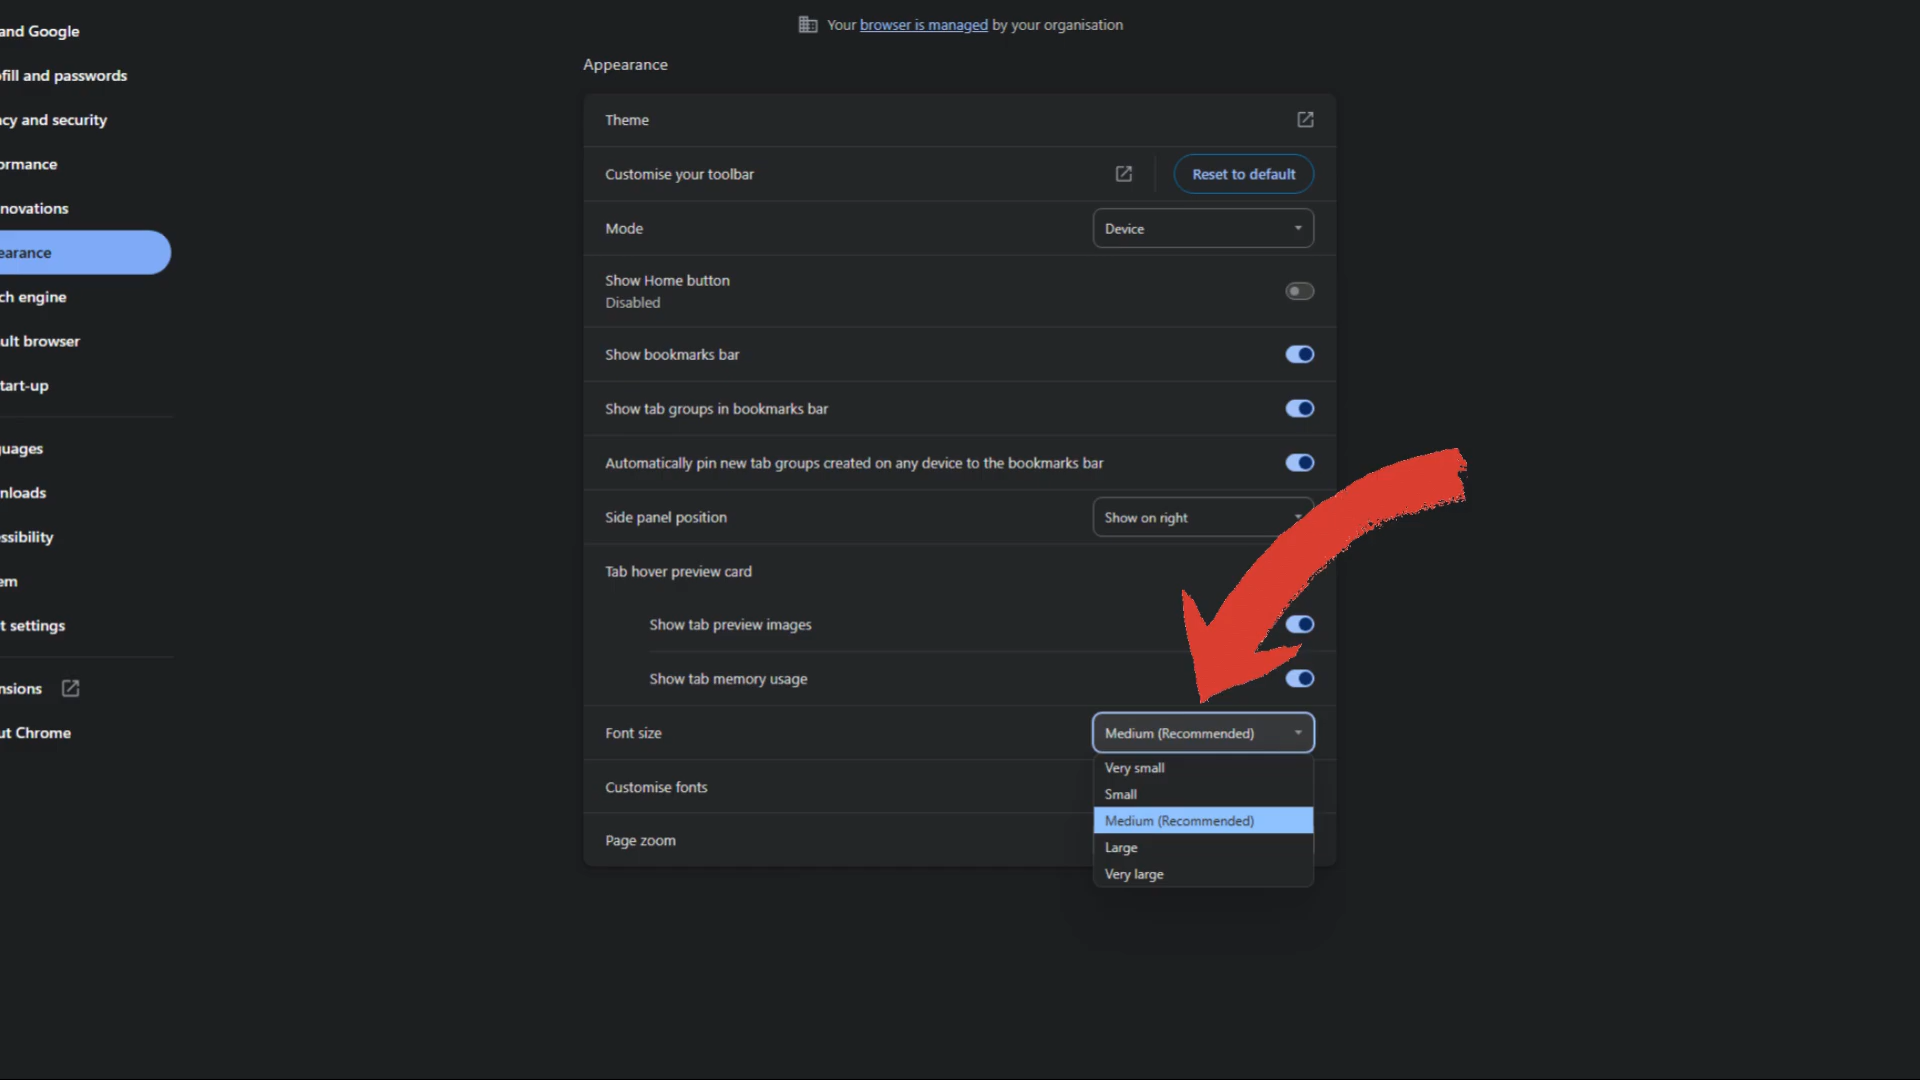 Your browser is managed by your organisation
and Google
fill and passwords
cy and security
ormance
novations
earance
ch engine
ult browser
tart-up
uages
nloads
ssibility
em
t settings
nsions
ut Chrome
Appearance
Theme
Customise your toolbar
Reset to default
Mode
Device
Show Home button
Disabled
Show bookmarks bar
Show tab groups in bookmarks bar
Automatically pin new tab groups created on any device to the bookmarks bar
Side panel position
Show on right
Tab hover preview card
Show tab preview images
Show tab memory usage
Font size
Medium (Recommended)
Very small
Small
Medium (Recommended)
Large
Very large
Customise fonts
Page zoom